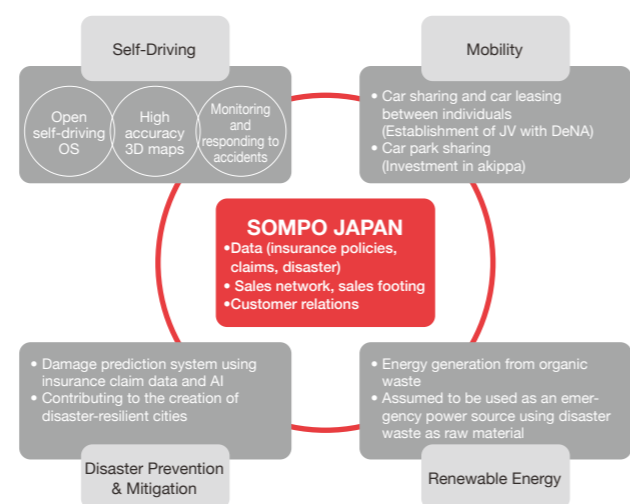 Self-Driving
Open
self-driving
OS
High
accuracy
3D maps
Monitoring
and
responding to
accidents
Mobility
• Car sharing and car leasing
between individuals
(Establishment of JV with DeNA)
• Car park sharing
(Investment in akippa)
SOMPO JAPAN
•Data (insurance policies,
claims, disaster)
• Sales network, sales footing
•Customer relations
• Damage prediction system using
insurance claim data and AI
• Contributing to the creation of
disaster-resilient cities
Disaster Prevention
& Mitigation
• Energy generation from organic
waste
• Assumed to be used as an emer-
gency power source using disaster
waste as raw material
Renewable Energy